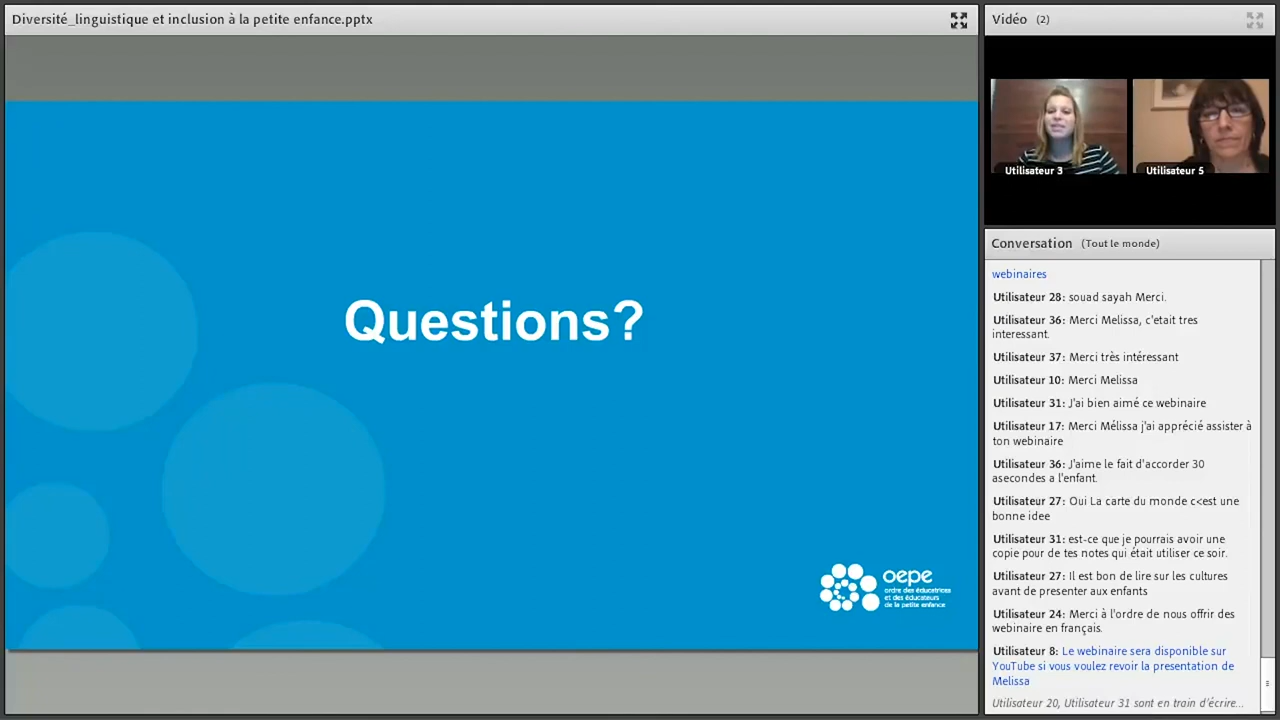 Diversité_linguistique et inclusion à la petite enfance.pptx
Questions?
oepe
ordre des éducatrices
et des éducateurs
de la petite enfance
Vidéo (2)
Utilisateur 3
Utilisateur 5
Conversation (Tout le monde)
webinaires
Utilisateur 28: souad sayah Merci.
Utilisateur 36: Merci Melissa, c'etait tres
interessant.
Utilisateur 37: Merci très intéressant
Utilisateur 10: Merci Melissa
Utilisateur 31: J'ai bien aimé ce webinaire
Utilisateur 17: Merci Mélissa j'ai apprécié assister à
ton webinaire
Utilisateur 36: J'aime le fait d'accorder 30
asecondes a l'enfant.
Utilisateur 27: Oui La carte du monde c<est une
bonne idee
Utilisateur 31: est-ce que je pourrais avoir une
copie pour de tes notes qui était utiliser ce soir.
Utilisateur 27: Il est bon de lire sur les cultures
avant de presenter aux enfants
Utilisateur 24: Merci à l'ordre de nous offrir des
webinaire en français.
Utilisateur 8: Le webinaire sera disponible sur
YouTube si vous voulez revoir la presentation de
Melissa
Utilisateur 20, Utilisateur 31 sont en train d'écrire...